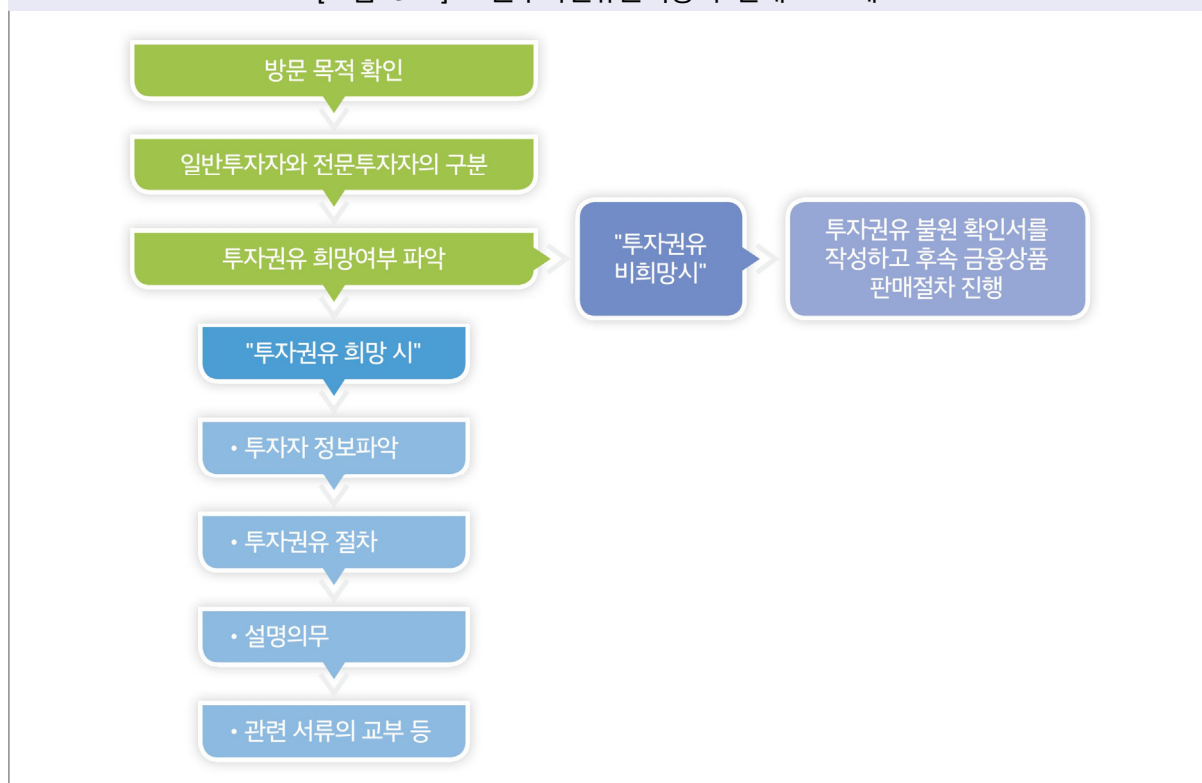 방문 목적 확인
일반투자자와 전문투자자의 구분
투자권유 희망여부 파악
"투자권유
비희망시"
투자권유 불원 확인서를
작성하고 후속 금융상품
판매절차 진행
"투자권유 희망 시"
• 투자자 정보파악
• 투자권유 절차
• 설명의무
• 관련 서류의 교부 등